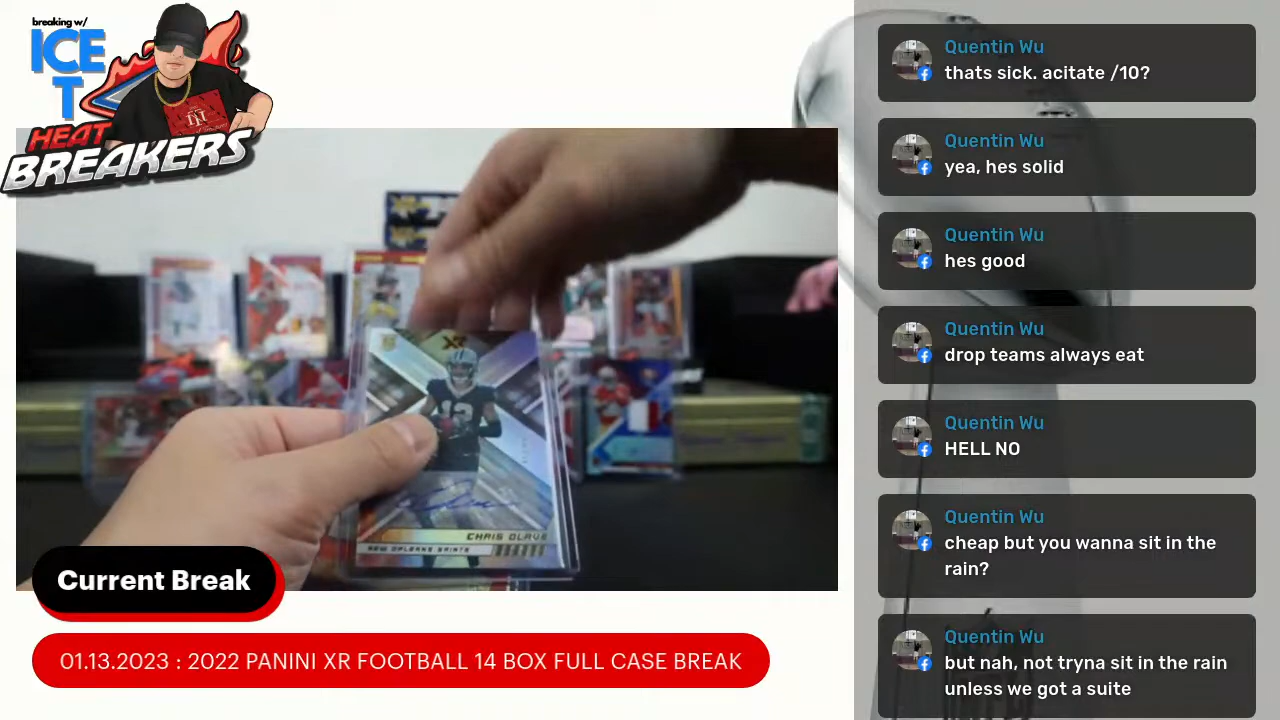 breaking w/
ICE
T
HEAT
BREAKERS
XR
12
CHRIS OLAVE
NEW ORLEANS SAINTS
Current Break
01.13.2023 : 2022 PANINI XR FOOTBALL 14 BOX FULL CASE BREAK
Quentin Wu
thats sick. acitate /10?
Quentin Wu
yea, hes solid
Quentin Wu
hes good
Quentin Wu
drop teams always eat
Quentin Wu
HELL NO
Quentin Wu
cheap but you wanna sit in the
rain?
Quentin Wu
but nah, not tryna sit in the rain
unless we got a suite